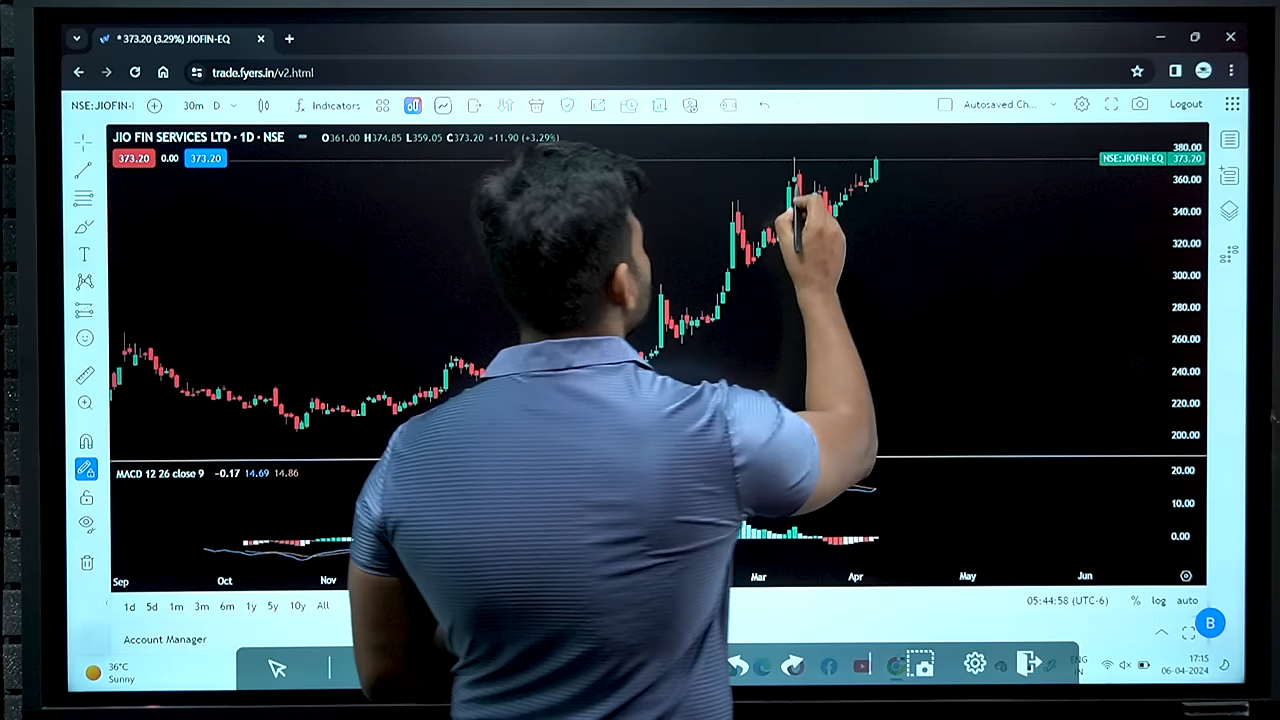 * 373.20 (3.29%) JIOFIN-EQ
trade.fyers.in/v2.html
NSE:JIOFIN-I 30m D Indicators Autosaved Ch... Logout
JIO FIN SERVICES LTD · 1D · NSE O361.00 H374.85 L359.05 C373.20 +11.90 (+3.29%)
373.20 0.00 373.20
380.00
NSE:JIOFIN-EQ 373.20
360.00
340.00
320.00
300.00
280.00
260.00
240.00
220.00
200.00
MACD 12 26 close 9 -0.17 14.69 14.86
20.00
10.00
0.00
Sep Oct Nov Mar Apr May Jun
1d 5d 1m 3m 6m 1y 5y 10y All 05:44:58 (UTC-6) % log auto
B
Account Manager
36°C
Sunny
ENG
IN
17:15
06-04-2024